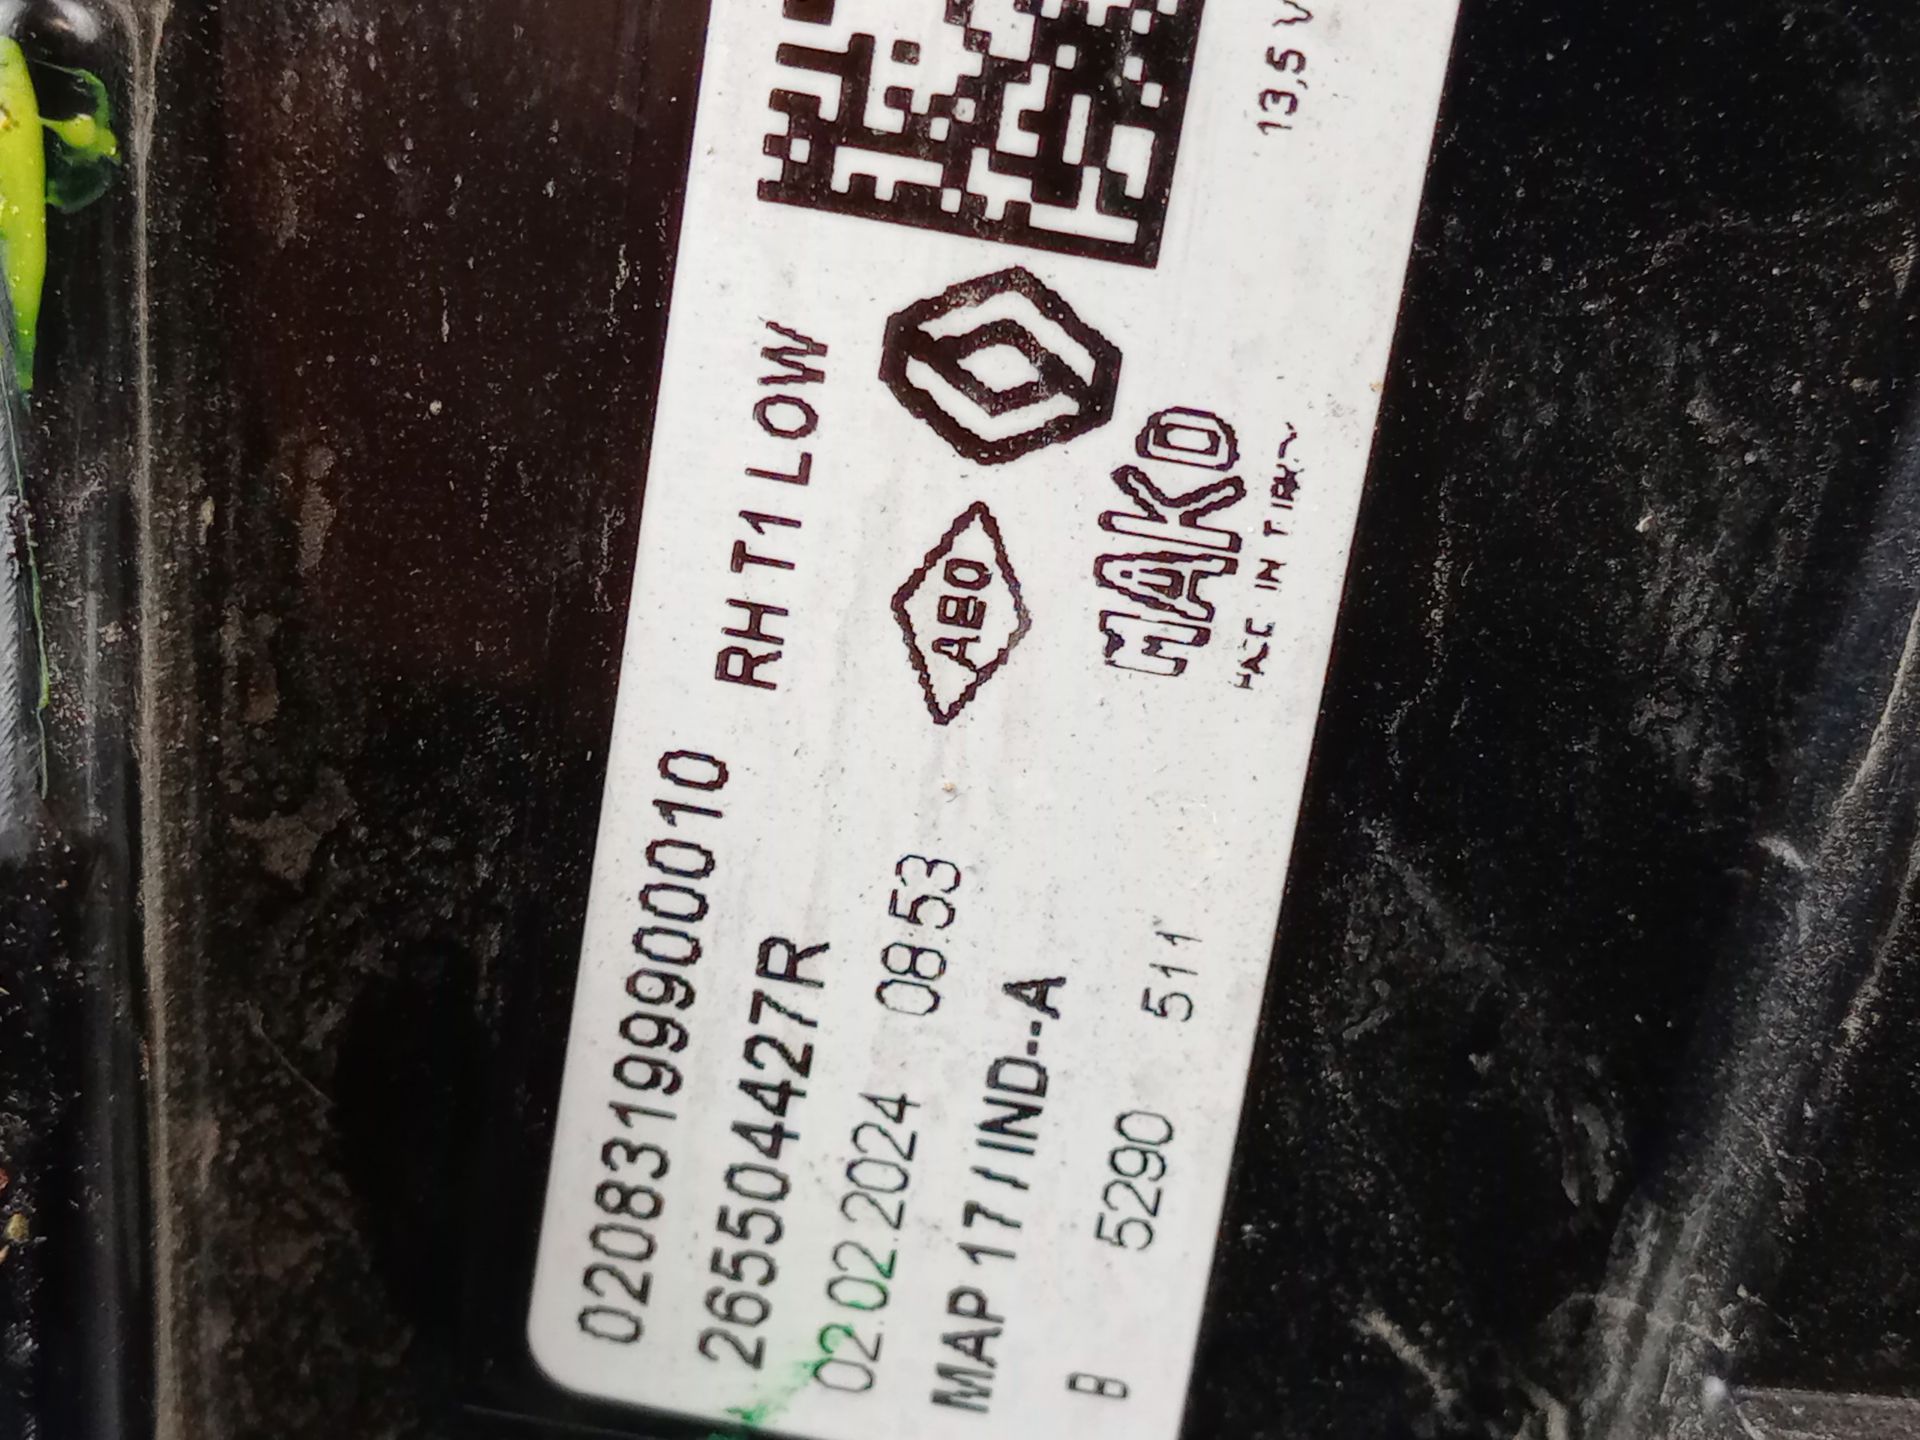 020831999000010 RH T1 LOW
265504427R
02.02.2024 08:53
MAP 17 / IND--A
ABO
MAKO
B 5290 511
IN
13,5 V